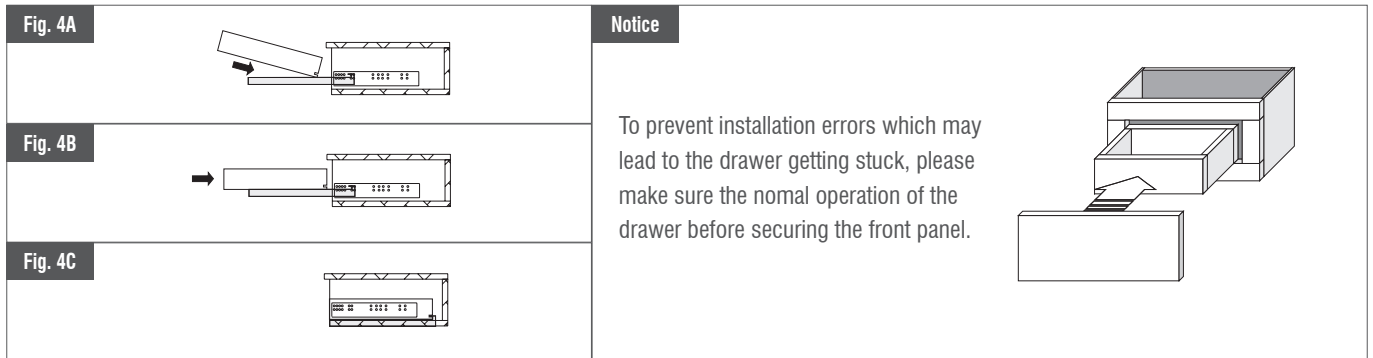 Fig. 4A
Fig. 4B
Fig. 4C
Notice
To prevent installation errors which may
lead to the drawer getting stuck, please
make sure the nomal operation of the
drawer before securing the front panel.